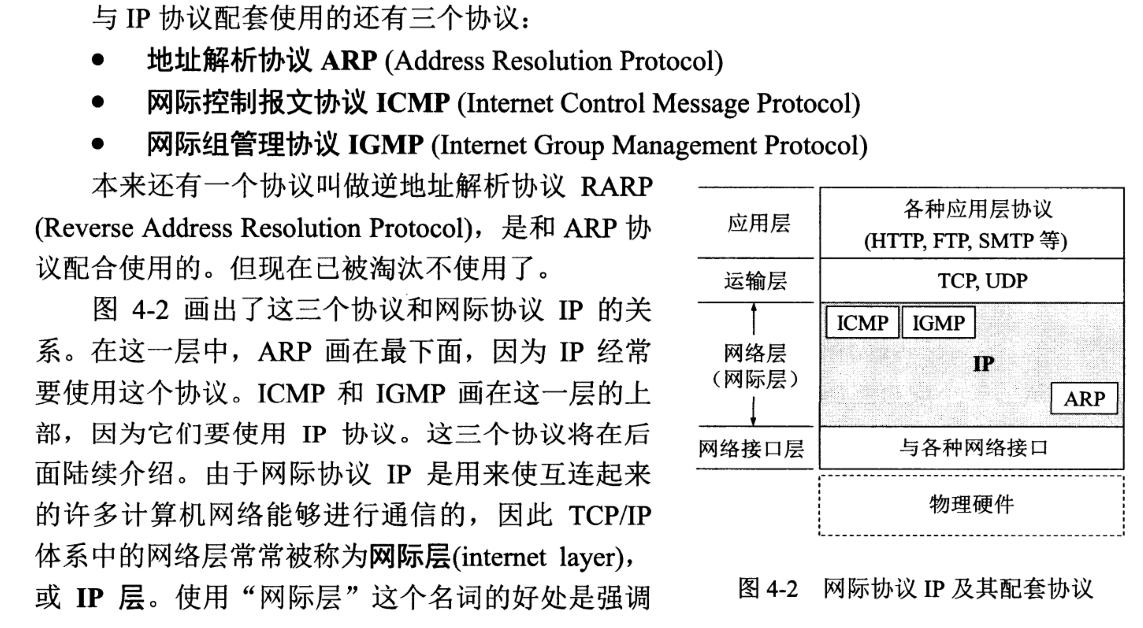 与 IP 协议配套使用的还有三个协议：
● 地址解析协议 ARP (Address Resolution Protocol)
● 网际控制报文协议 ICMP (Internet Control Message Protocol)
● 网际组管理协议 IGMP (Internet Group Management Protocol)
本来还有一个协议叫做逆地址解析协议 RARP
(Reverse Address Resolution Protocol)，是和 ARP 协
议配合使用的。但现在已被淘汰不使用了。
图 4-2 画出了这三个协议和网际协议 IP 的关
系。在这一层中，ARP 画在最下面，因为 IP 经常
要使用这个协议。ICMP 和 IGMP 画在这一层的上
部，因为它们要使用 IP 协议。这三个协议将在后
面陆续介绍。由于网际协议 IP 是用来使互连起来
的许多计算机网络能够进行通信的，因此 TCP/IP
体系中的网络层常常被称为网际层(internet layer)，
或 IP 层。使用“网际层”这个名词的好处是强调
应用层
各种应用层协议
(HTTP, FTP, SMTP 等)
运输层
TCP, UDP
网络层
（网际层）
ICMP
IGMP
IP
ARP
网络接口层
与各种网络接口
物理硬件
图 4-2 网际协议 IP 及其配套协议